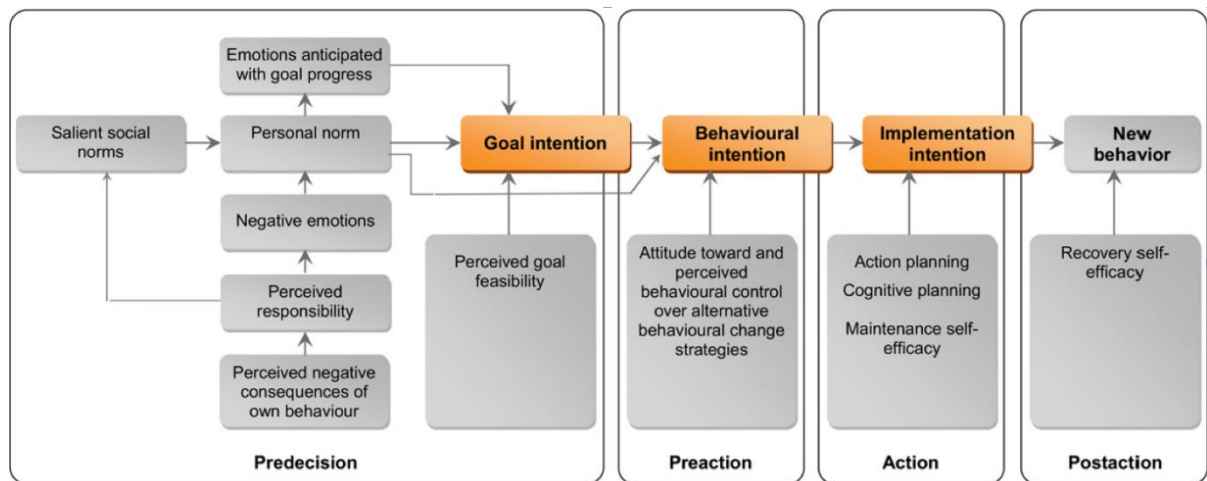 Emotions anticipated
with goal progress
Salient social
norms
Personal norm
Goal intention
Behavioural
intention
Implementation
intention
New
behavior
Negative emotions
Perceived
responsibility
Perceived negative
consequences of
own behaviour
Perceived goal
feasibility
Attitude toward and
perceived
behavioural control
over alternative
behavioural change
strategies
Action planning
Cognitive planning
Maintenance self-
efficacy
Recovery self-
efficacy
Predecision
Preaction
Action
Postaction